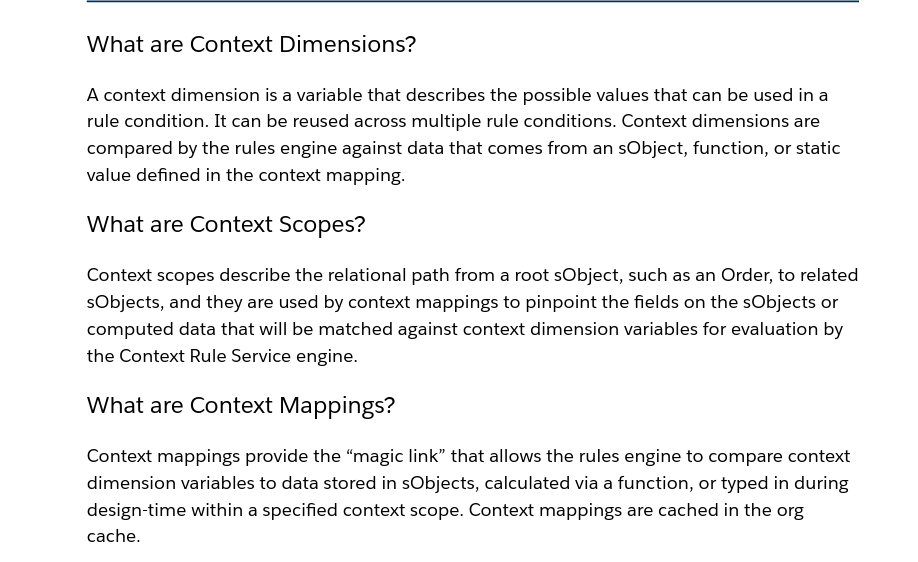 What are Context Dimensions?
A context dimension is a variable that describes the possible values that can be used in a
rule condition. It can be reused across multiple rule conditions. Context dimensions are
compared by the rules engine against data that comes from an sObject, function, or static
value defined in the context mapping.
What are Context Scopes?
Context scopes describe the relational path from a root sObject, such as an Order, to related
sObjects, and they are used by context mappings to pinpoint the fields on the sObjects or
computed data that will be matched against context dimension variables for evaluation by
the Context Rule Service engine.
What are Context Mappings?
Context mappings provide the “magic link” that allows the rules engine to compare context
dimension variables to data stored in sObjects, calculated via a function, or typed in during
design-time within a specified context scope. Context mappings are cached in the org
cache.